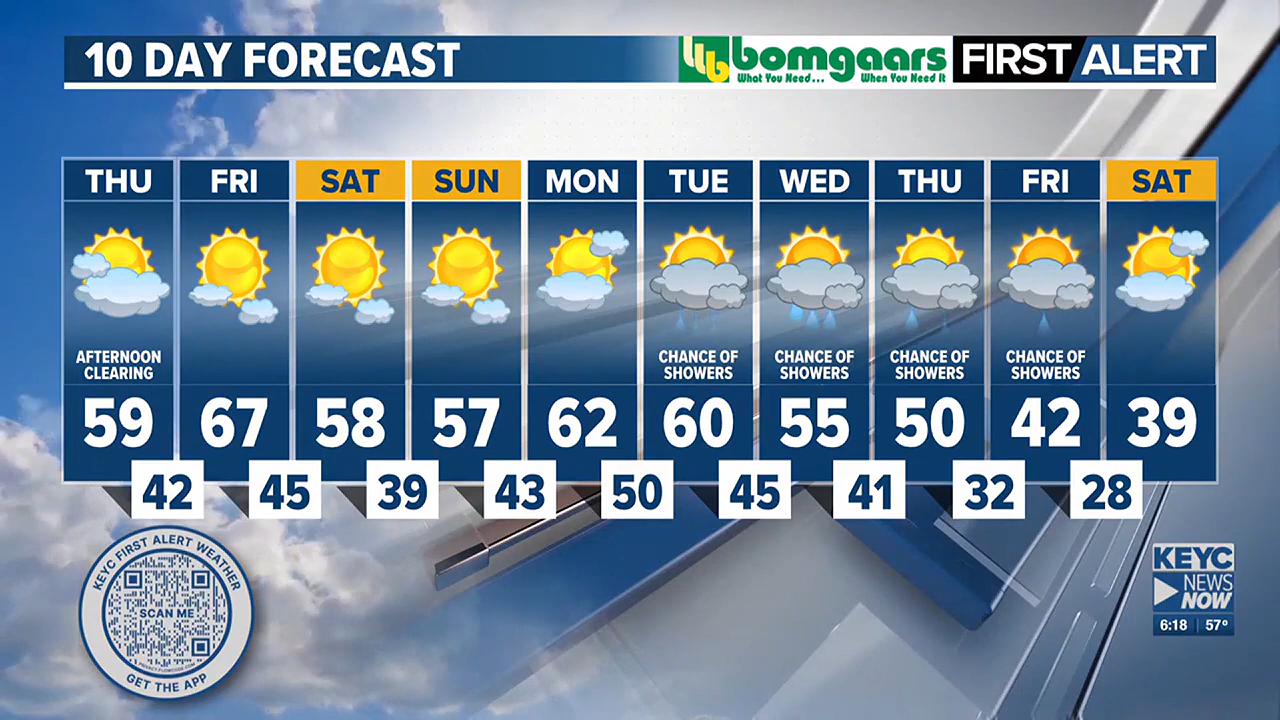 10 DAY FORECAST
bomgaars
What You Need... When You Need It
FIRST ALERT
THU FRI SAT SUN MON TUE WED THU FRI SAT
AFTERNOON
CLEARING
CHANCE OF
SHOWERS
CHANCE OF
SHOWERS
CHANCE OF
SHOWERS
CHANCE OF
SHOWERS
59 67 58 57 62 60 55 50 42 39
42 45 39 43 50 45 41 32 28
KEYC FIRST ALERT WEATHER
SCAN ME
GET THE APP
KEYC
NEWS
NOW
6:18 57º